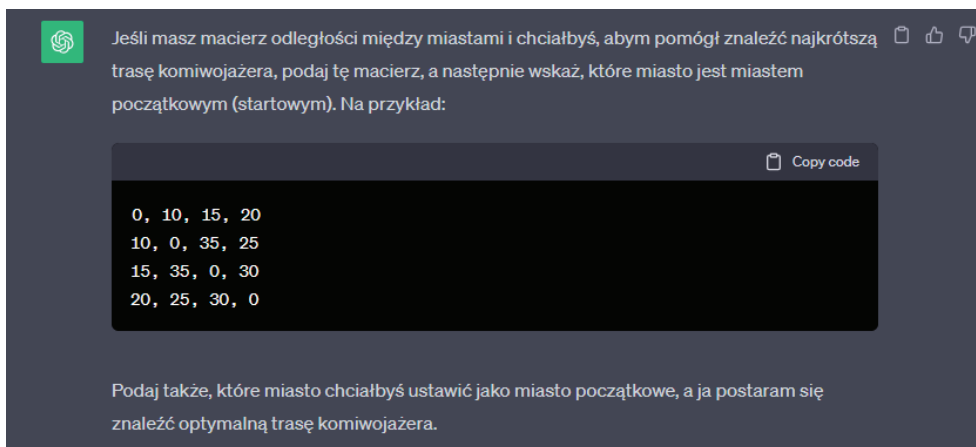 Jeśli masz macierz odległości między miastami i chciałbyś, abym pomógł znaleźć najkrótszą
trasę komiwojażera, podaj tę macierz, a następnie wskaż, które miasto jest miastem
początkowym (startowym). Na przykład:
Copy code
0, 10, 15, 20
10, 0, 35, 25
15, 35, 0, 30
20, 25, 30, 0
Podaj także, które miasto chciałbyś ustawić jako miasto początkowe, a ja postaram się
znaleźć optymalną trasę komiwojażera.